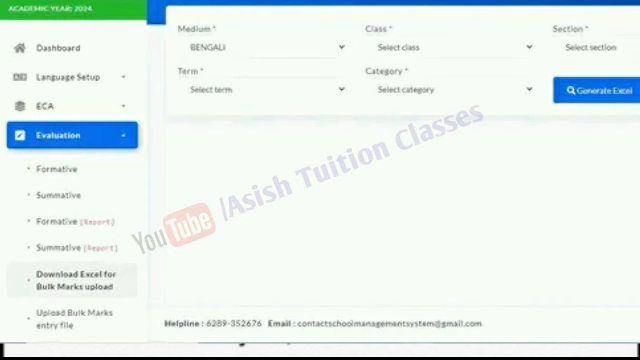 ACADEMIC YEAR: 2024
Dashboard
Language Setup
ECA
Evaluation
Formative
Summative
Formative [Report]
Summative [Report]
Download Excel for
Bulk Marks upload
Upload Bulk Marks
entry file
Medium * Class * Section *
BENGALI Select class Select section
Term * Category *
Select term Select category Generate Excel
YouTube /Asish Tuition Classes
Helpline : 6289-352676 Email : contactschoolmanagementsystem@gmail.com